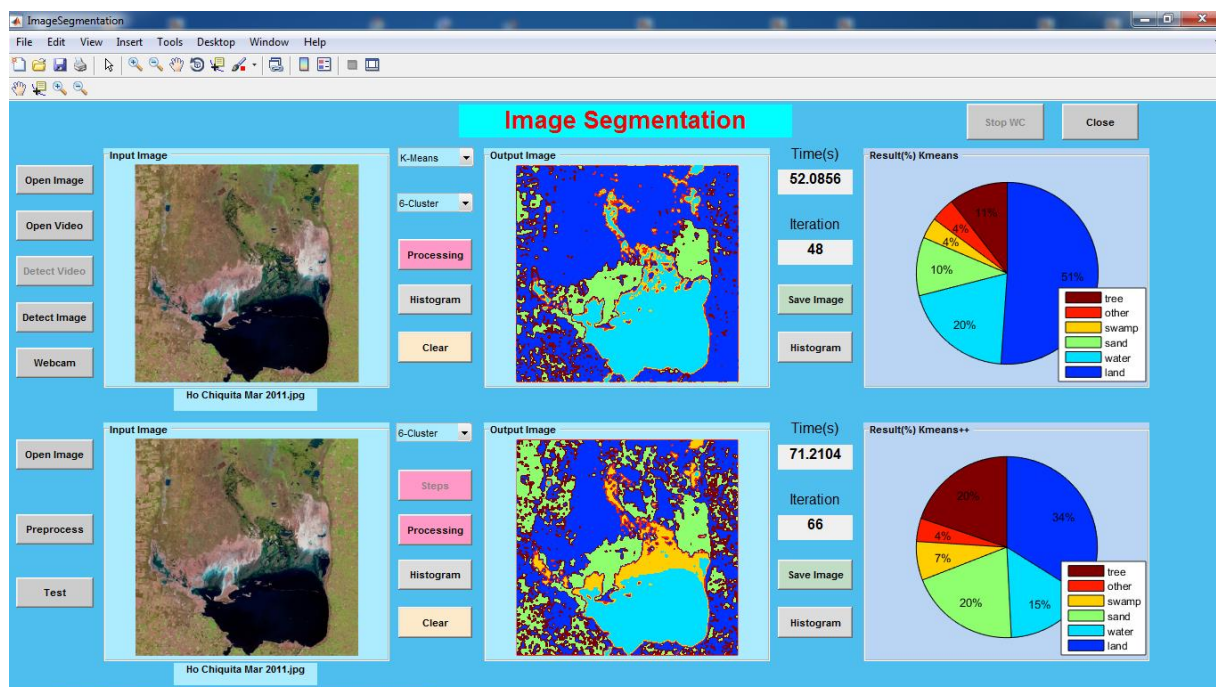 ImageSegmentation
File Edit View Insert Tools Desktop Window Help
Image Segmentation
Stop WC
Close
Open Image
Open Video
Detect Video
Detect Image
Webcam
Input Image
Ho Chiquita Mar 2011.jpg
K-Means
6-Cluster
Processing
Histogram
Clear
Output Image
Time(s)
52.0856
Iteration
48
Save Image
Histogram
Result(%) Kmeans
11%
4%
4%
10%
20%
51%
tree
other
swamp
sand
water
land
Open Image
Preprocess
Test
Input Image
Ho Chiquita Mar 2011.jpg
6-Cluster
Steps
Processing
Histogram
Clear
Output Image
Time(s)
71.2104
Iteration
66
Save Image
Histogram
Result(%) Kmeans++
20%
4%
7%
20%
15%
34%
tree
other
swamp
sand
water
land